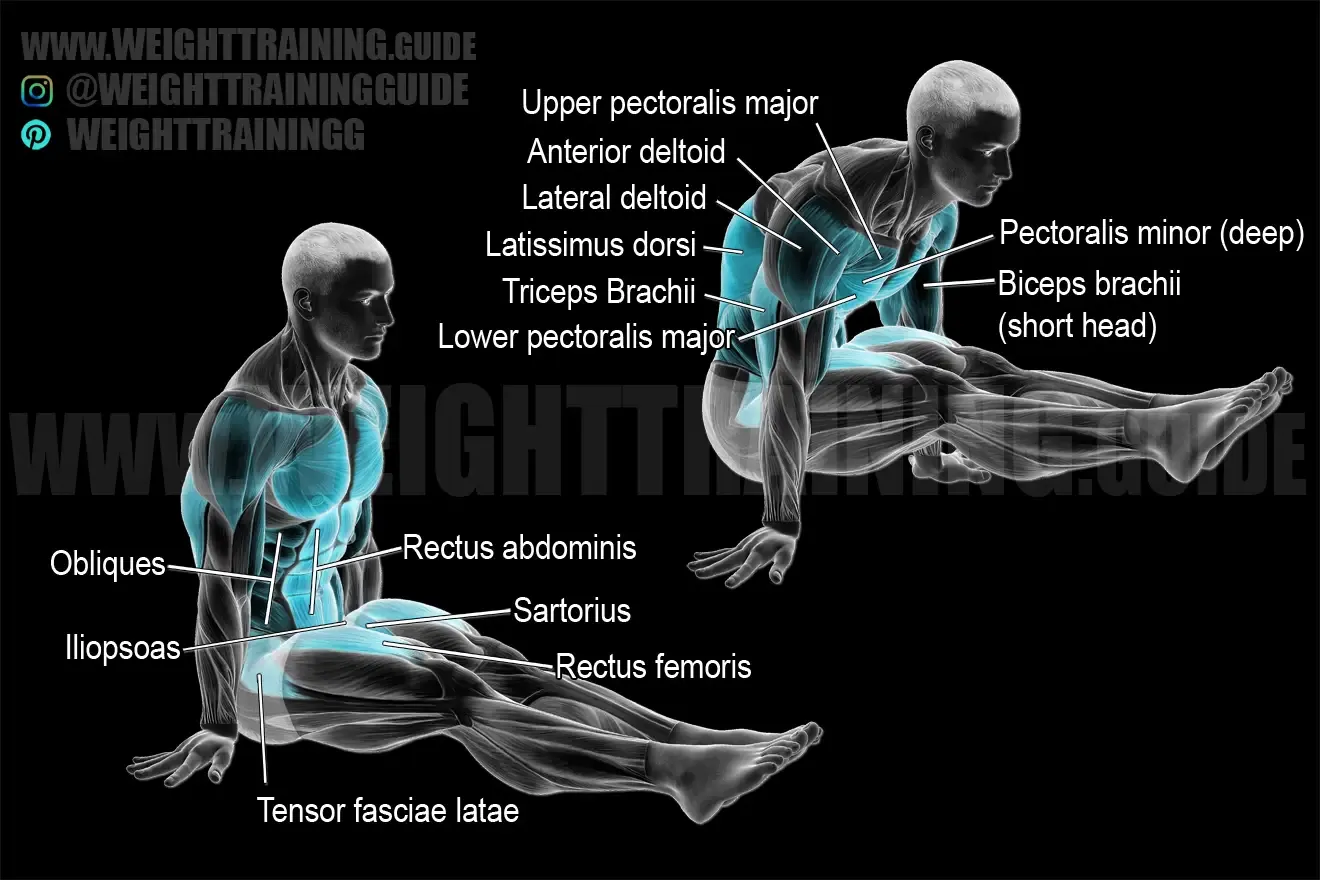 WWW.WEIGHTTRAINING.GUIDE
@WEIGHTTRAININGGUIDE
WEIGHTTRAININGG
Upper pectoralis major
Anterior deltoid
Lateral deltoid
Latissimus dorsi
Triceps Brachii
Lower pectoralis major
Pectoralis minor (deep)
Biceps brachii
(short head)
WWW.WEIGHTTRAINING.GUIDE
Obliques
Rectus abdominis
Iliopsoas
Sartorius
Rectus femoris
Tensor fasciae latae